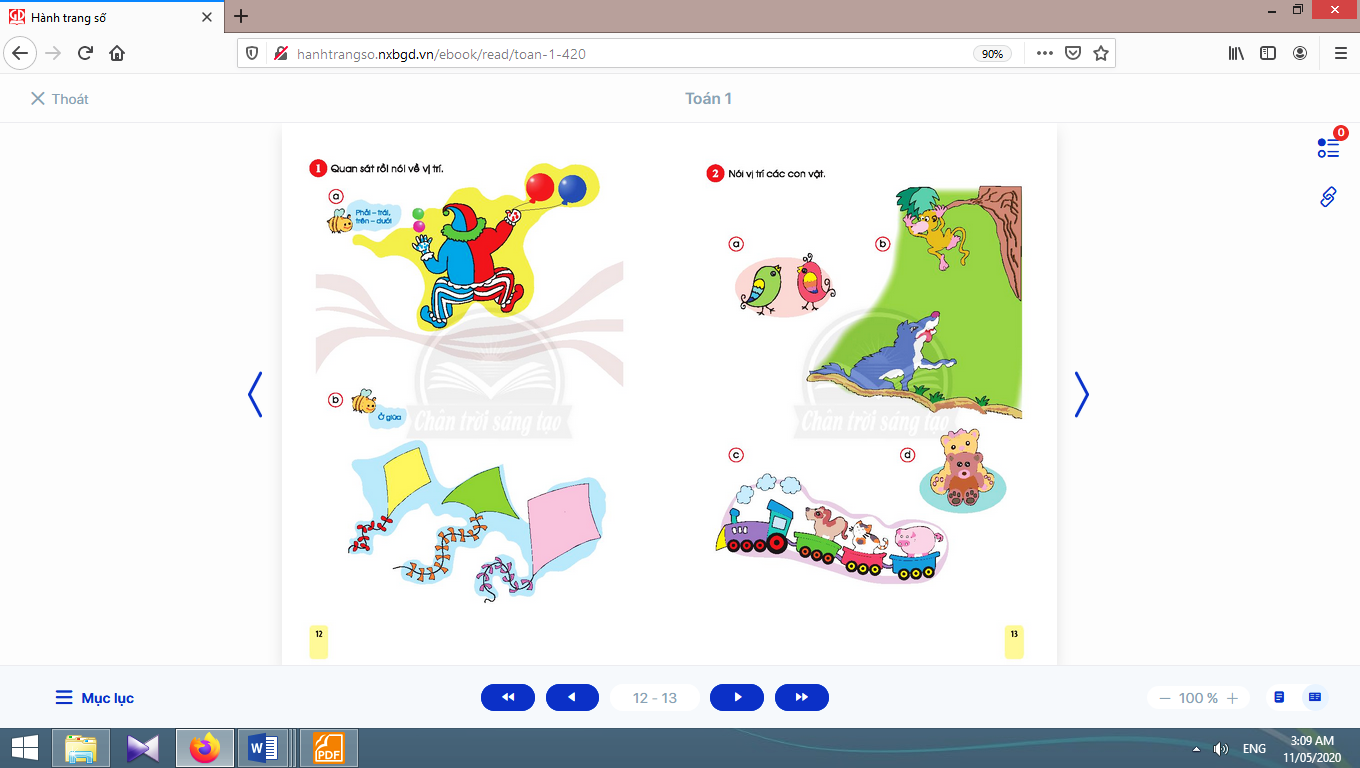 Hành trang số
hanhtrangso.nxbgd.vn/ebook/read/toan-1-420
90%
Thoát
Toán 1
0
1 Quan sát rồi nói về vị trí.
a
Phải – trái,
trên – dưới
b
Ở giữa
Chân trời sáng tạo
12
2 Nói vị trí các con vật.
a
b
Chân trời sáng tạo
c
d
13
Mục lục
12 - 13
100 %
W
PDF
ENG
3:09 AM
11/05/2020